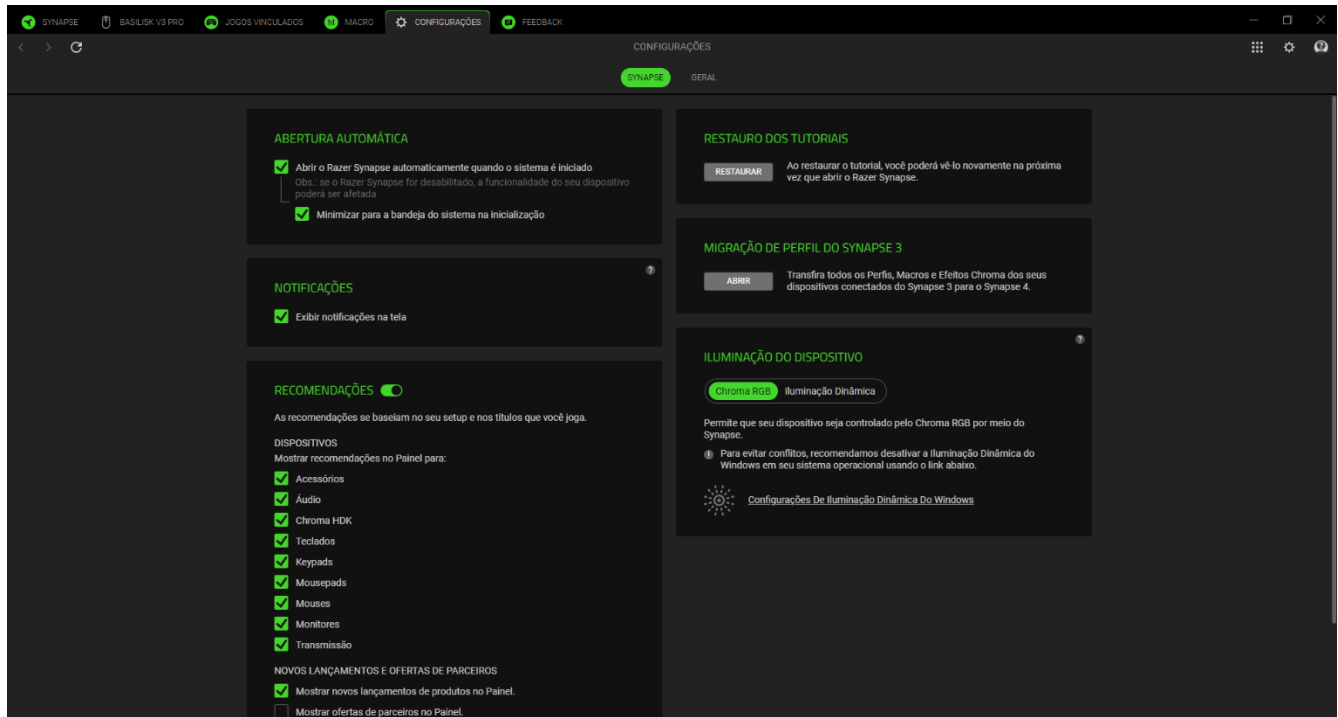 SYNAPSE
BASILISK V3 PRO
JOGOS VINCULADOS
MACRO
CONFIGURAÇÕES
FEEDBACK
CONFIGURAÇÕES
SYNAPSE
GERAL
ABERTURA AUTOMÁTICA
Abrir o Razer Synapse automaticamente quando o sistema é iniciado
Obs.: se o Razer Synapse for desabilitado, a funcionalidade do seu dispositivo
poderá ser afetada
Minimizar para a bandeja do sistema na inicialização
NOTIFICAÇÕES
Exibir notificações na tela
RECOMENDAÇÕES
As recomendações se baseiam no seu setup e nos títulos que você joga.
DISPOSITIVOS
Mostrar recomendações no Painel para:
Acessórios
Áudio
Chroma HDK
Teclados
Keypads
Mousepads
Mouses
Monitores
Transmissão
NOVOS LANÇAMENTOS E OFERTAS DE PARCEIROS
Mostrar novos lançamentos de produtos no Painel.
Mostrar ofertas de parceiros no Painel.
RESTAURO DOS TUTORIAIS
RESTAURAR
Ao restaurar o tutorial, você poderá vê-lo novamente na próxima
vez que abrir o Razer Synapse.
MIGRAÇÃO DE PERFIL DO SYNAPSE 3
ABRIR
Transfira todos os Perfis, Macros e Efeitos Chroma dos seus
dispositivos conectados do Synapse 3 para o Synapse 4.
ILUMINAÇÃO DO DISPOSITIVO
Chroma RGB
Iluminação Dinâmica
Permite que seu dispositivo seja controlado pelo Chroma RGB por meio do
Synapse.
Para evitar conflitos, recomendamos desativar a Iluminação Dinâmica do
Windows em seu sistema operacional usando o link abaixo.
Configurações De Iluminação Dinâmica Do Windows